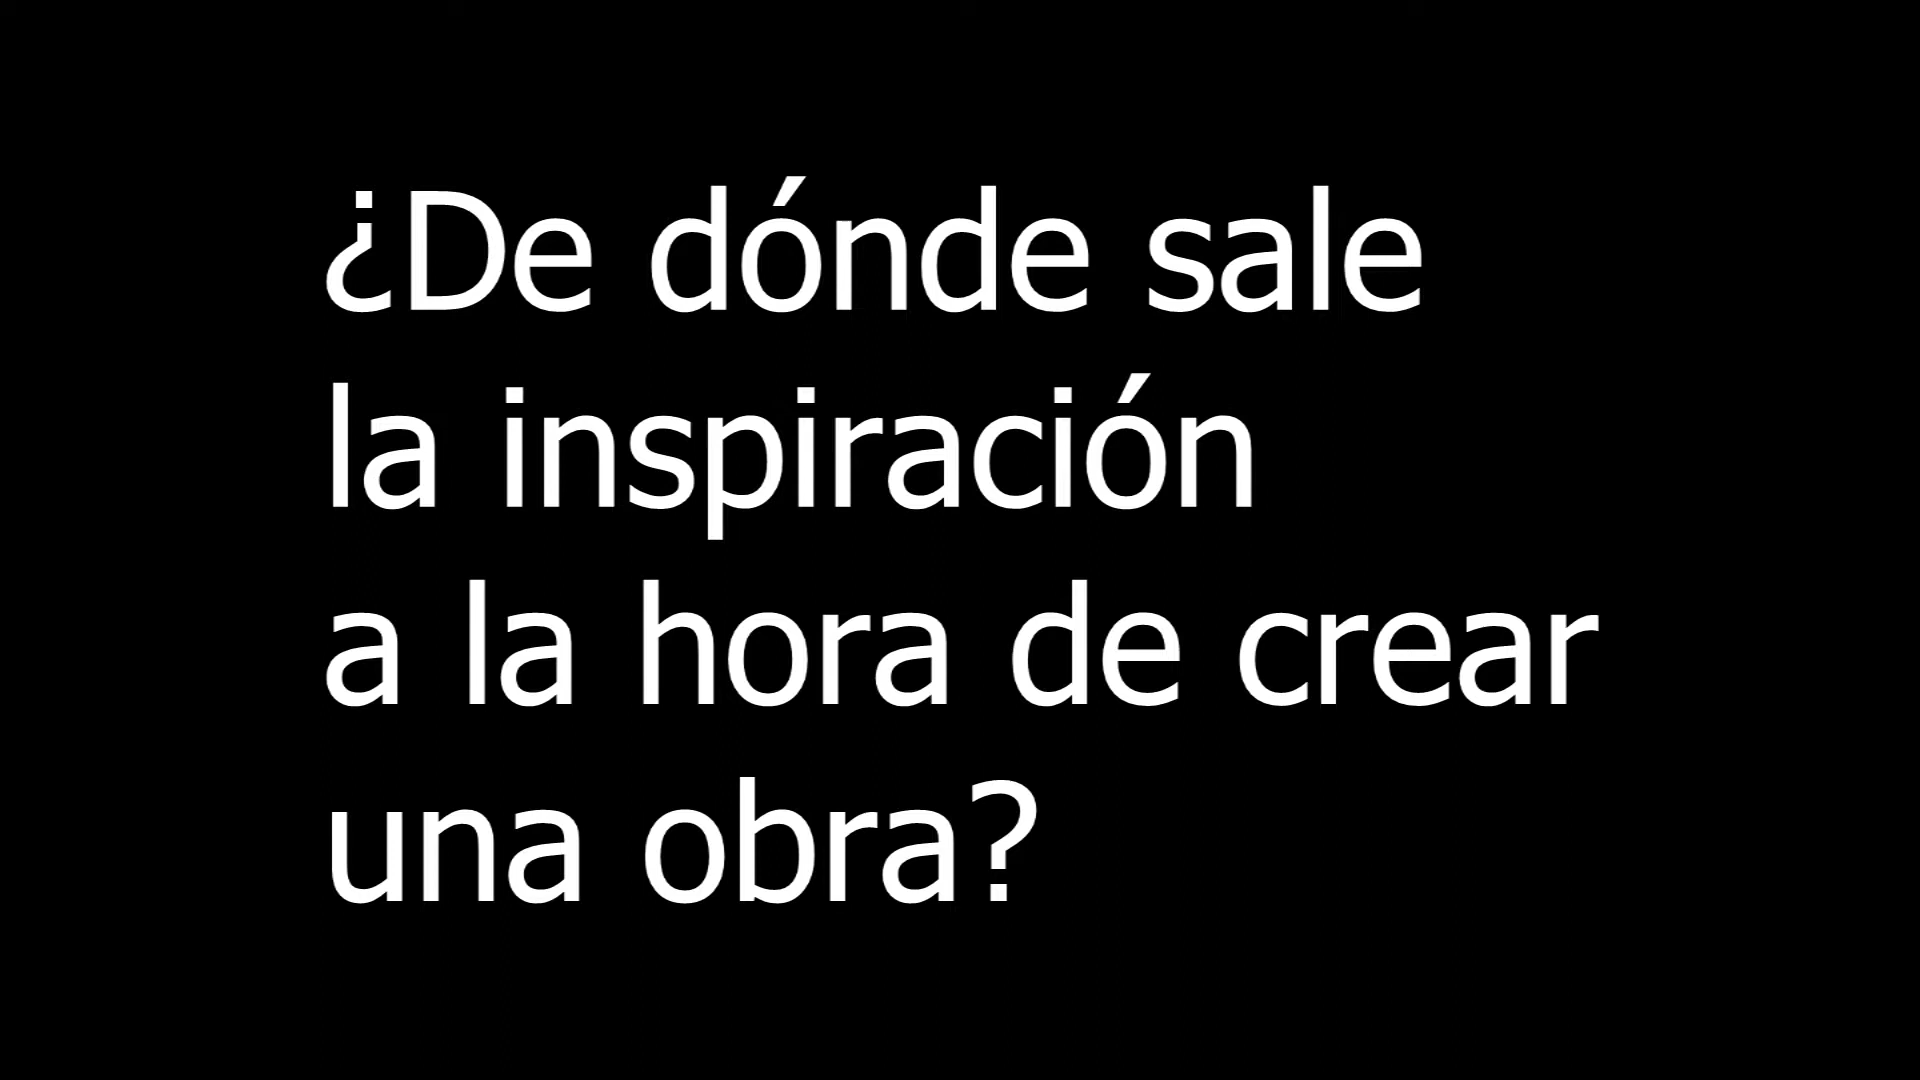 ¿De dónde sale
la inspiración
a la hora de crear
una obra?